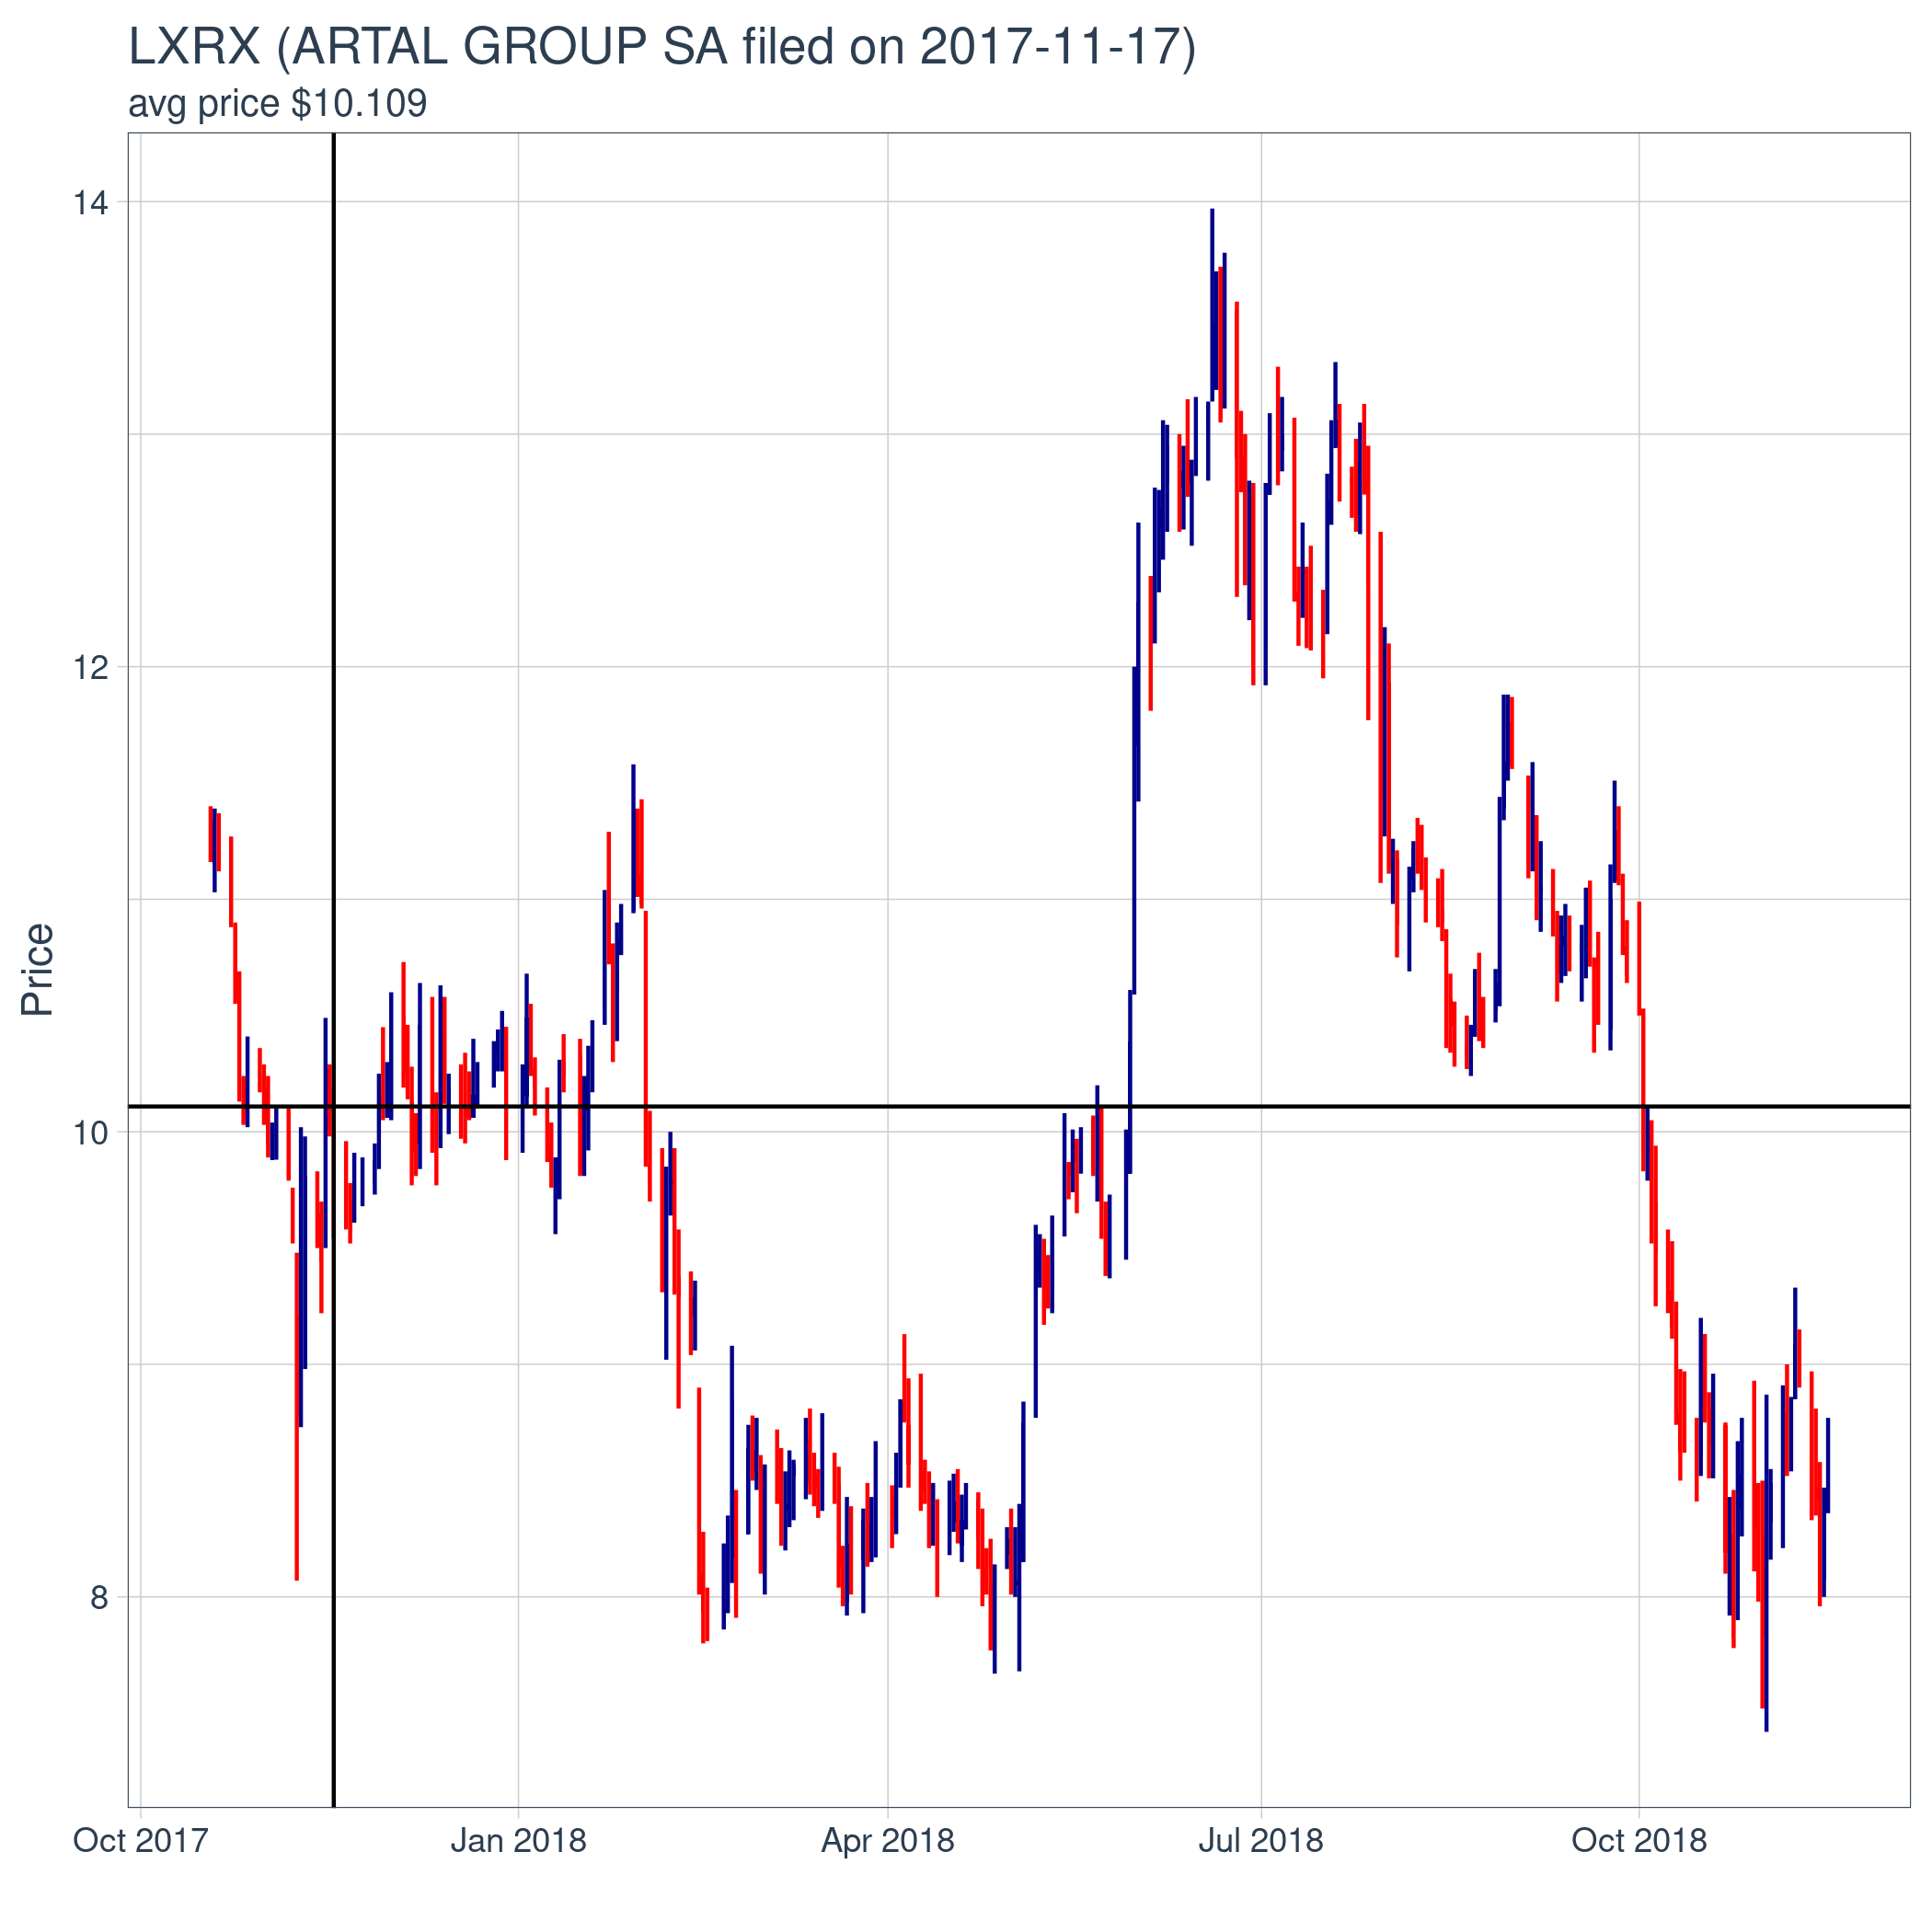 LXRX (ARTAL GROUP SA filed on 2017-11-17)
avg price $10.109
Price
14
12
10
8
Oct 2017
Jan 2018
Apr 2018
Jul 2018
Oct 2018